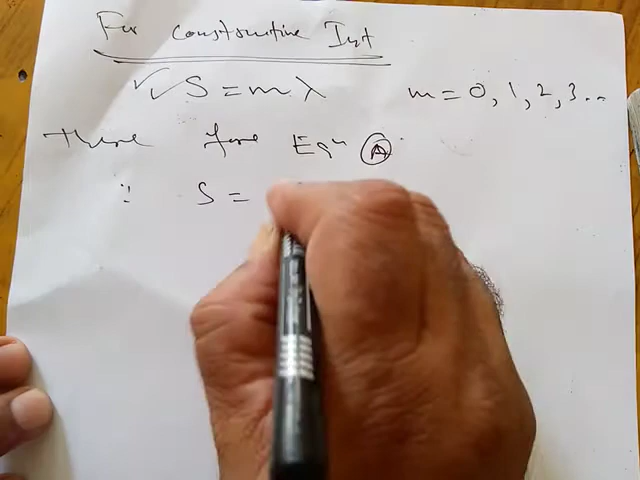 For constructive Int
✓✓ S = mλ m = 0, 1, 2, 3 ..
There fore Eqⁿ Ⓐ
∵ S =